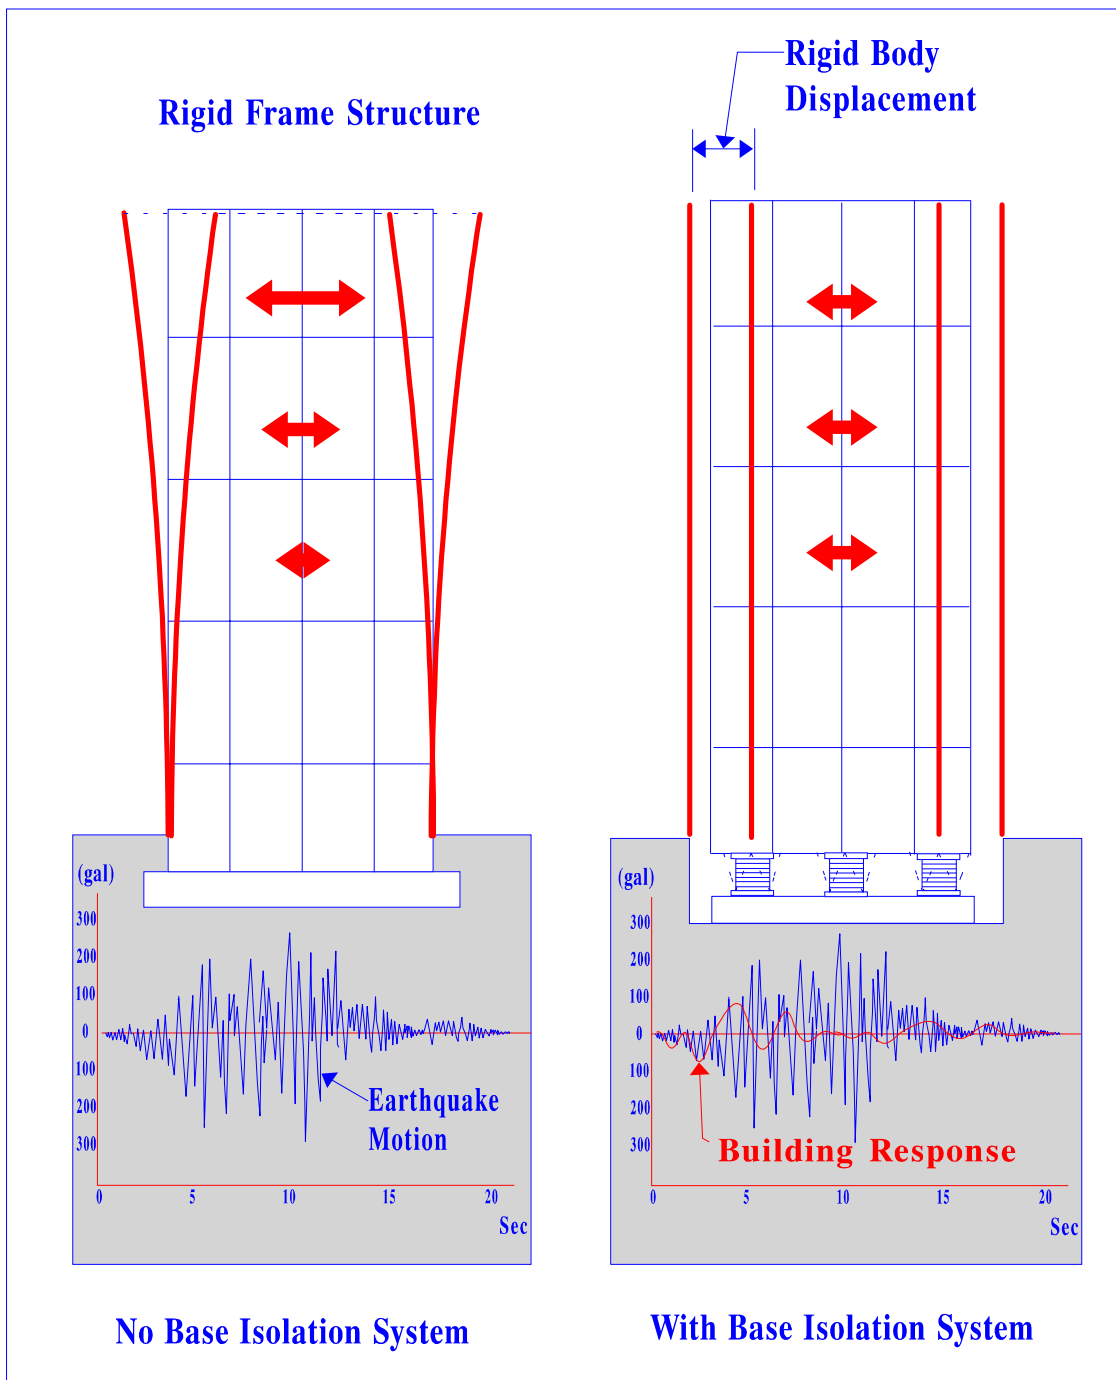 Rigid Body
Displacement
Rigid Frame Structure
(gal)
300
200
100
0
100
200
300
0 5 10 15 20
Sec
Earthquake
Motion
(gal)
300
200
100
0
100
200
300
0 5 10 15 20
Sec
Building Response
No Base Isolation System
With Base Isolation System